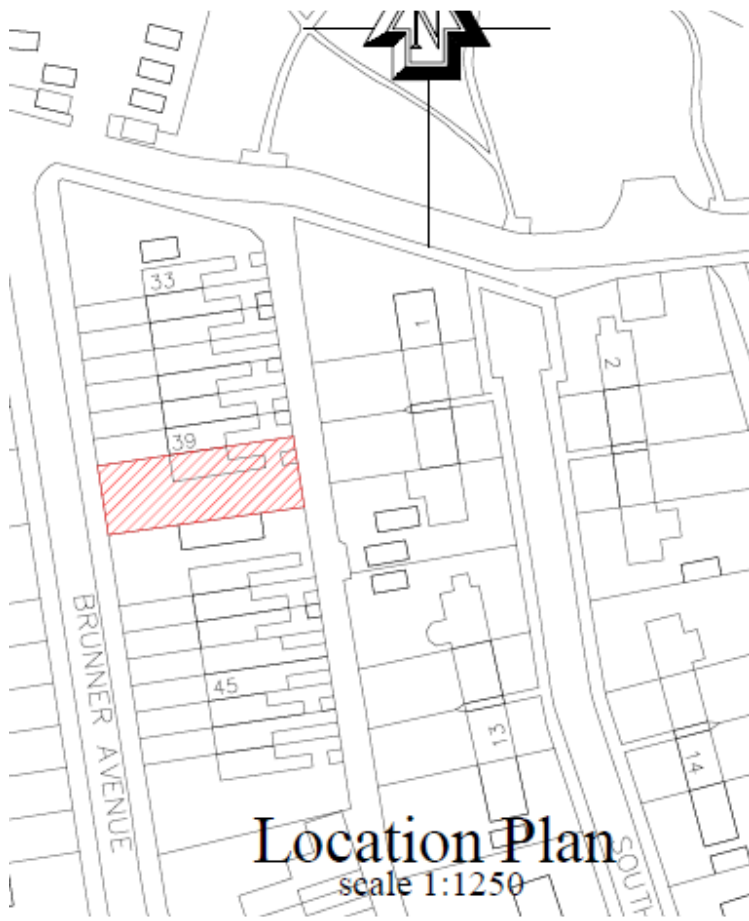 N
33
1
2
39
BRUNNER AVENUE
45
13
14
SOUTH
Location Plan
scale 1:1250